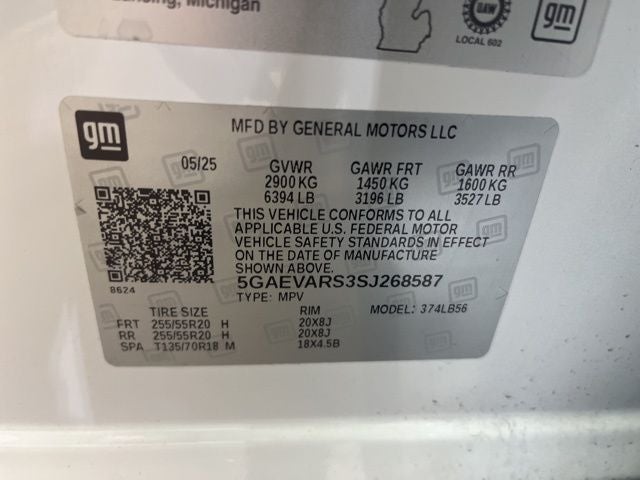 Lansing, Michigan
UAW
LOCAL 602
gm
gm
MFD BY GENERAL MOTORS LLC
05/25 GVWR GAWR FRT GAWR RR
2900 KG 1450 KG 1600 KG
6394 LB 3196 LB 3527 LB
THIS VEHICLE CONFORMS TO ALL
APPLICABLE U.S. FEDERAL MOTOR
VEHICLE SAFETY STANDARDS IN EFFECT
ON THE DATE OF MANUFACTURE
SHOWN ABOVE.
8624
5GAEVARS3SJ268587
TYPE: MPV MODEL: 374LB56
TIRE SIZE RIM
FRT 255/55R20 H 20X8J
RR 255/55R20 H 20X8J
SPA T135/70R18 M 18X4.5B